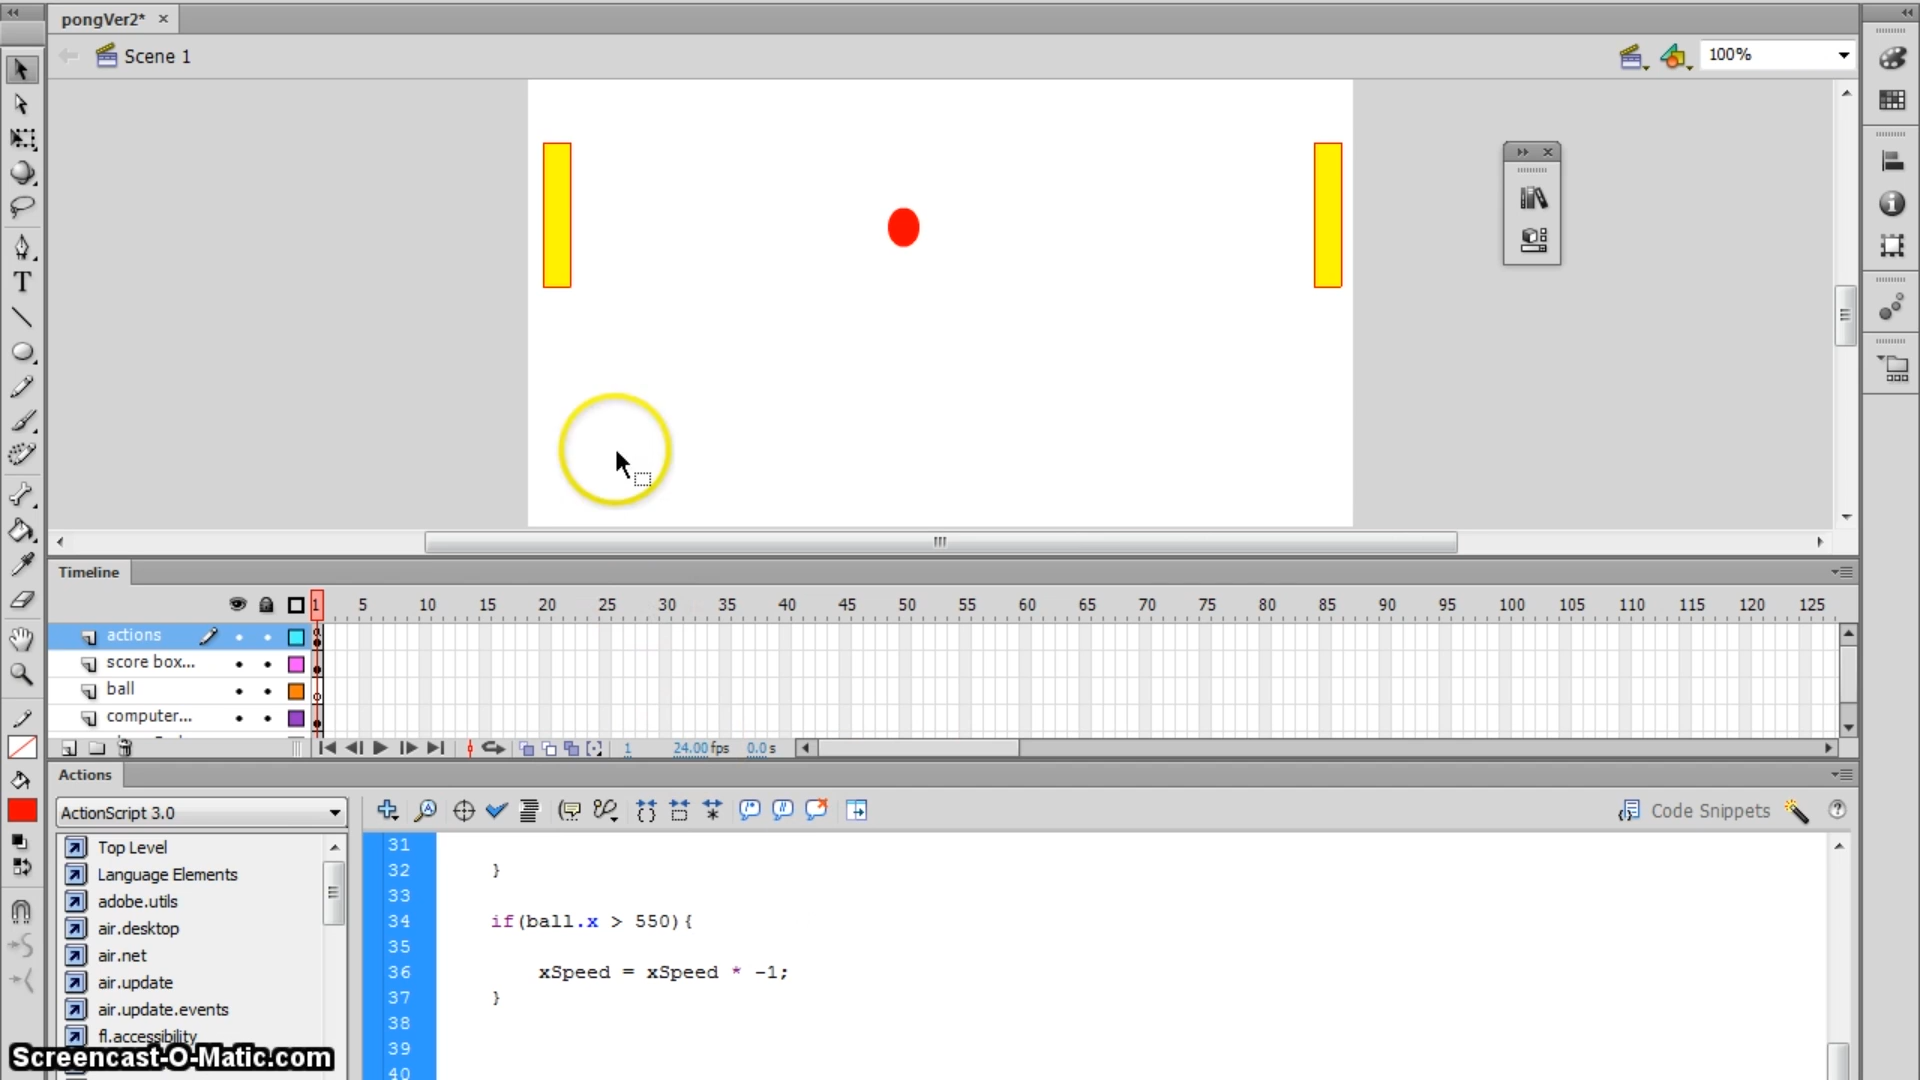 pongVer2*
Scene 1
100%
Timeline
1 5 10 15 20 25 30 35 40 45 50 55 60 65 70 75 80 85 90 95 100 105 110 115 120 125
actions
score box...
ball
computer...
1 24.00 fps 0.0 s
Actions
ActionScript 3.0
Code Snippets
Top Level
Language Elements
adobe.utils
air.desktop
air.net
air.update
air.update.events
fl.accessibility
31
32 }
33
34 if(ball.x > 550){
35
36 xSpeed = xSpeed * -1;
37 }
38
39
40
Screencast-O-Matic.com